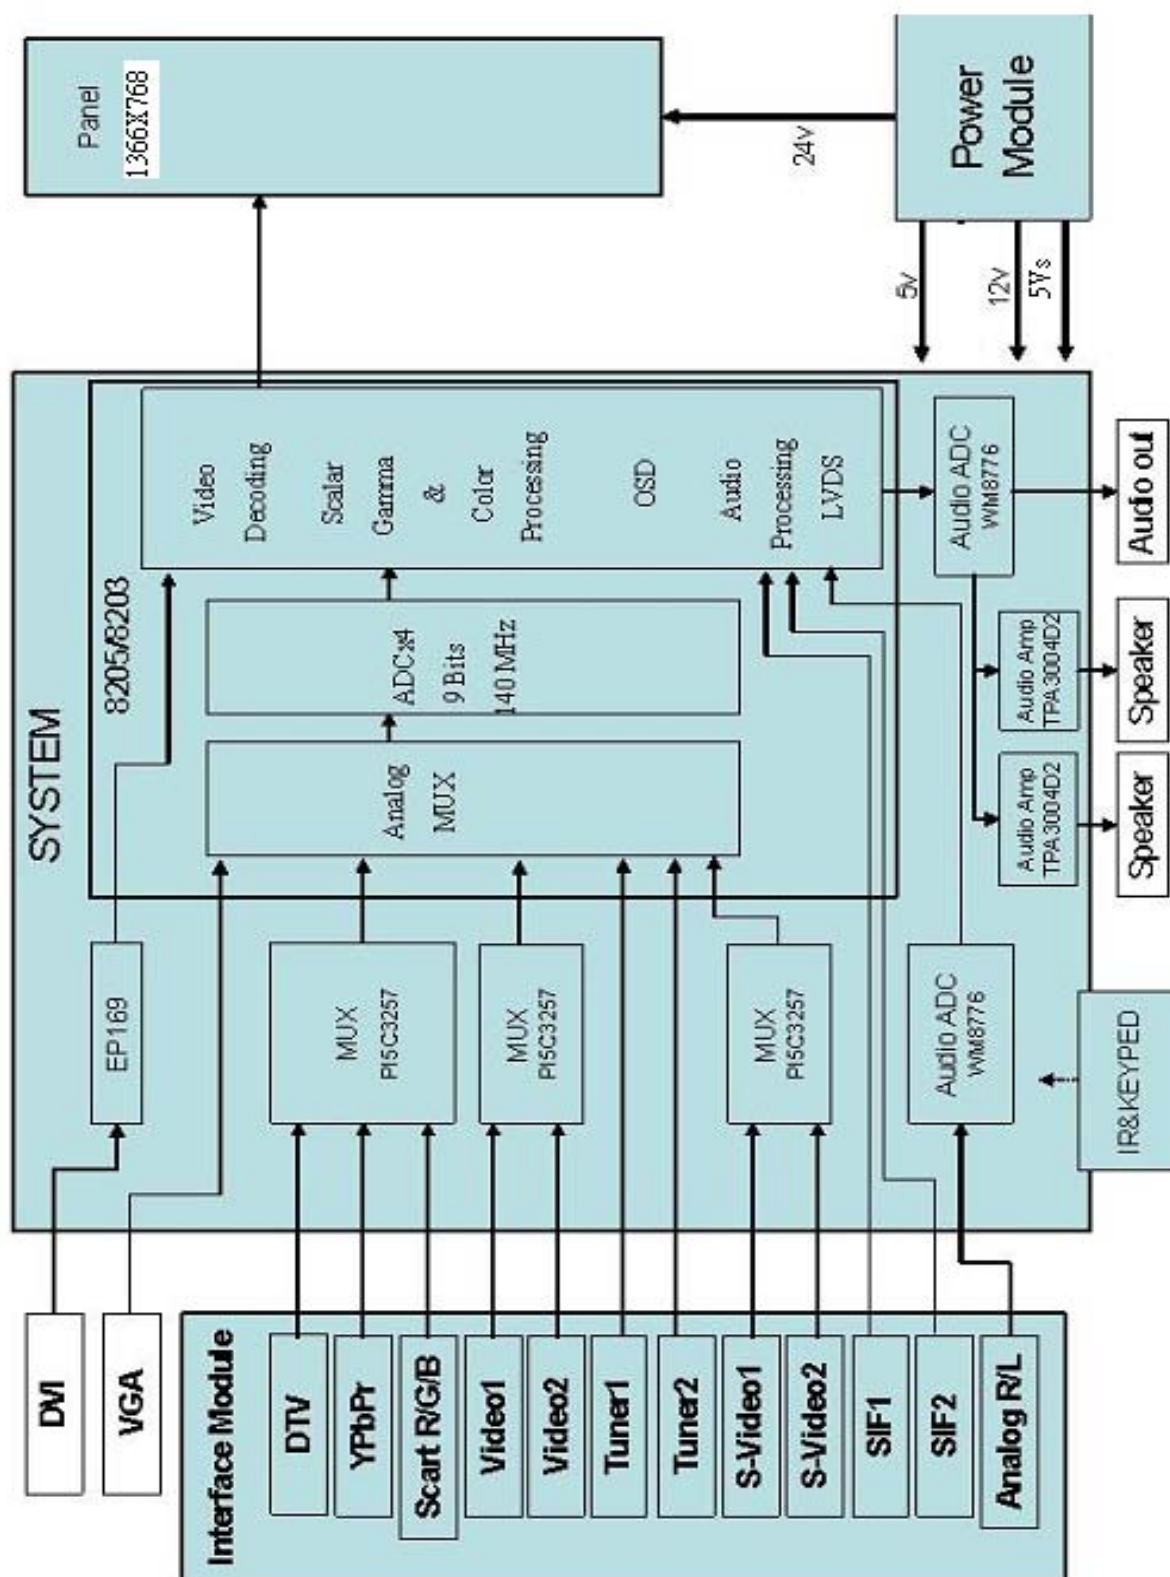 DVI
VGA
Interface Module
DTV
YPbPr
Scart R/G/B
Video1
Video2
Tuner1
Tuner2
S-Video1
S-Video2
SIF1
SIF2
Analog R/L
SYSTEM
EP169
MUX
PI5C3257
MUX
PI5C3257
MUX
PI5C3257
Audio ADC
WM8776
IR&KEYPED
8205/8203
Analog
MUX
ADCx4
9 Bits
140 MHz
Video
Decoding
Scalar
Gamma
&
Color
Processing
OSD
Audio
Processing
LVDS
Audio ADC
WM8776
Audio Amp
TPA3004D2
Audio Amp
TPA3004D2
Speaker
Speaker
Audio out
Panel
1366X768
24v
5v
12v
5Vs
Power
Module